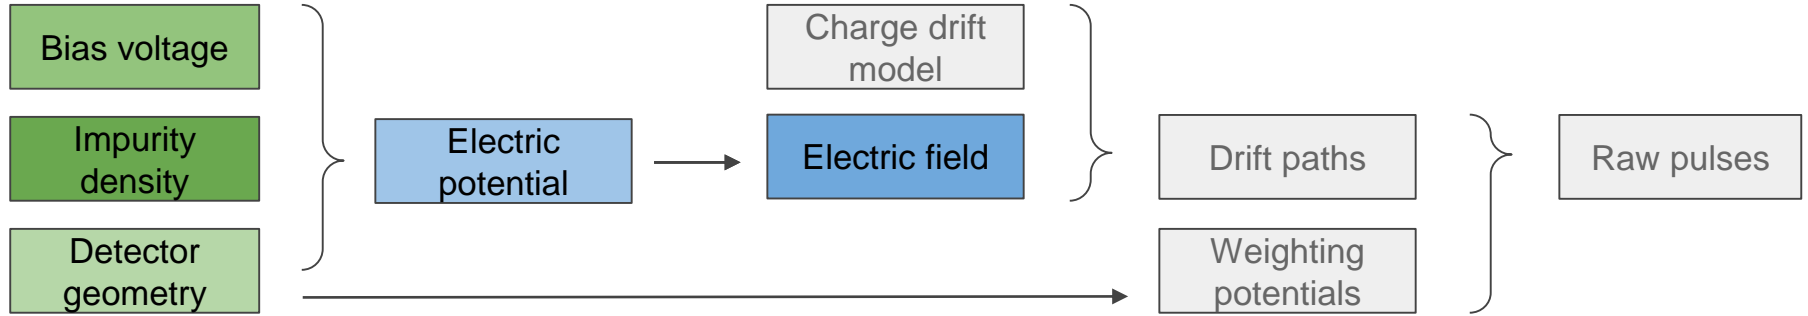 Bias voltage
Impurity
density
Detector
geometry
Electric
potential
Charge drift
model
Electric field
Drift paths
Weighting
potentials
Raw pulses